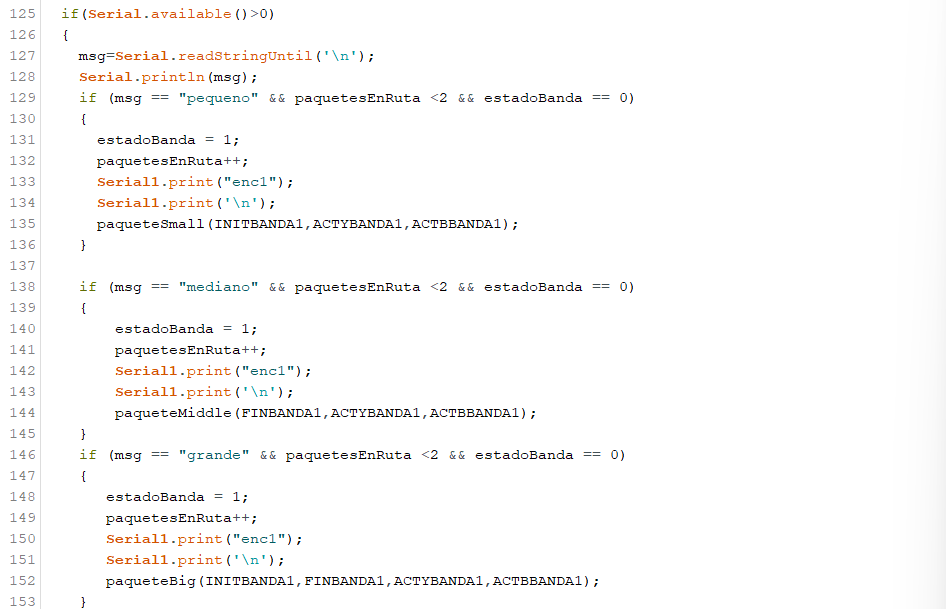 125 if(Serial.available()>0)
126 {
127 msg=Serial.readStringUntil('\n');
128 Serial.println(msg);
129 if (msg == "pequeno" && paquetesEnRuta <2 && estadoBanda == 0)
130 {
131 estadoBanda = 1;
132 paquetesEnRuta++;
133 Serial1.print("enc1");
134 Serial1.print('\n');
135 paqueteSmall(INITBANDA1,ACTYBANDA1,ACTBBANDA1);
136 }
137
138 if (msg == "mediano" && paquetesEnRuta <2 && estadoBanda == 0)
139 {
140 estadoBanda = 1;
141 paquetesEnRuta++;
142 Serial1.print("enc1");
143 Serial1.print('\n');
144 paqueteMiddle(FINBANDA1,ACTYBANDA1,ACTBBANDA1);
145 }
146 if (msg == "grande" && paquetesEnRuta <2 && estadoBanda == 0)
147 {
148 estadoBanda = 1;
149 paquetesEnRuta++;
150 Serial1.print("enc1");
151 Serial1.print('\n');
152 paqueteBig(INITBANDA1,FINBANDA1,ACTYBANDA1,ACTBBANDA1);
153 }